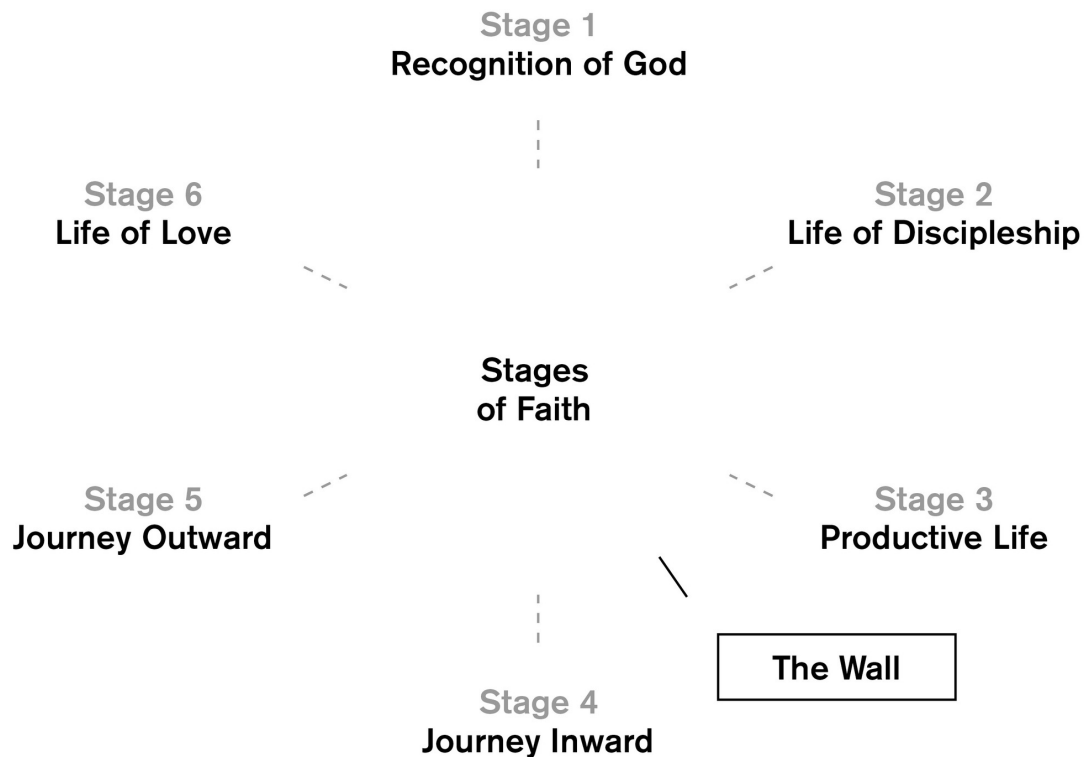 Stage 1
Recognition of God
Stage 6
Life of Love
Stage 2
Life of Discipleship
Stages
of Faith
Stage 5
Journey Outward
Stage 3
Productive Life
The Wall
Stage 4
Journey Inward